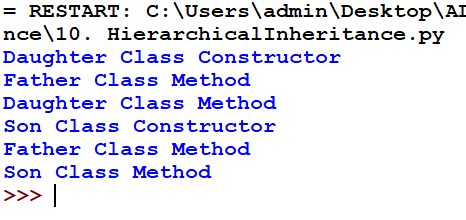 = RESTART: C:\Users\admin\Desktop\AI
nce\10. HierarchicalInheritance.py
Daughter Class Constructor
Father Class Method
Daughter Class Method
Son Class Constructor
Father Class Method
Son Class Method
>>>